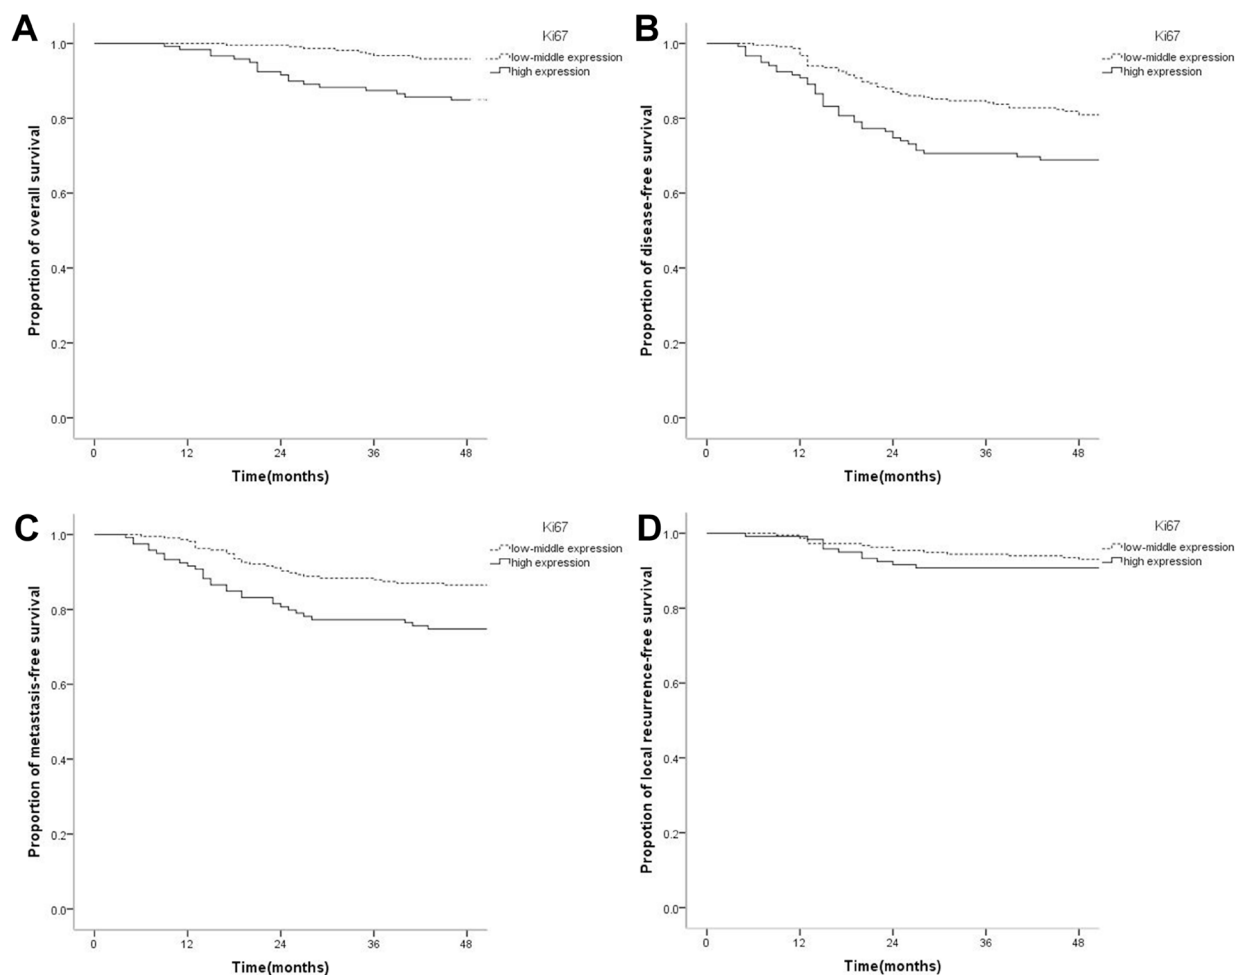 A
Ki67
low-middle expression
high expression
Proportion of overall survival
1.0
0.8
0.6
0.4
0.2
0.0
0 12 24 36 48
Time(months)
B
Ki67
low-middle expression
high expression
Proportion of disease-free survival
1.0
0.8
0.6
0.4
0.2
0.0
0 12 24 36 48
Time(months)
C
Ki67
low-middle expression
high expression
Proportion of metastasis-free survival
1.0
0.8
0.6
0.4
0.2
0.0
0 12 24 36 48
Time(months)
D
Ki67
low-middle expression
high expression
Propotion of local recurrence-free survival
1.0
0.8
0.6
0.4
0.2
0.0
0 12 24 36 48
Time(months)